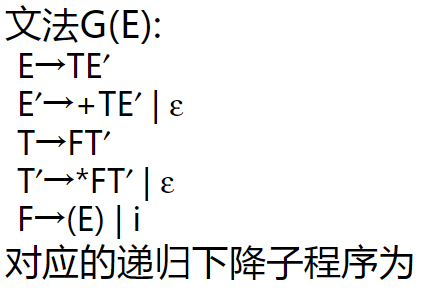 文法G(E):
E→TE′
E′→+TE′ | ε
T→FT′
T′→*FT′ | ε
F→(E) | i
对应的递归下降子程序为